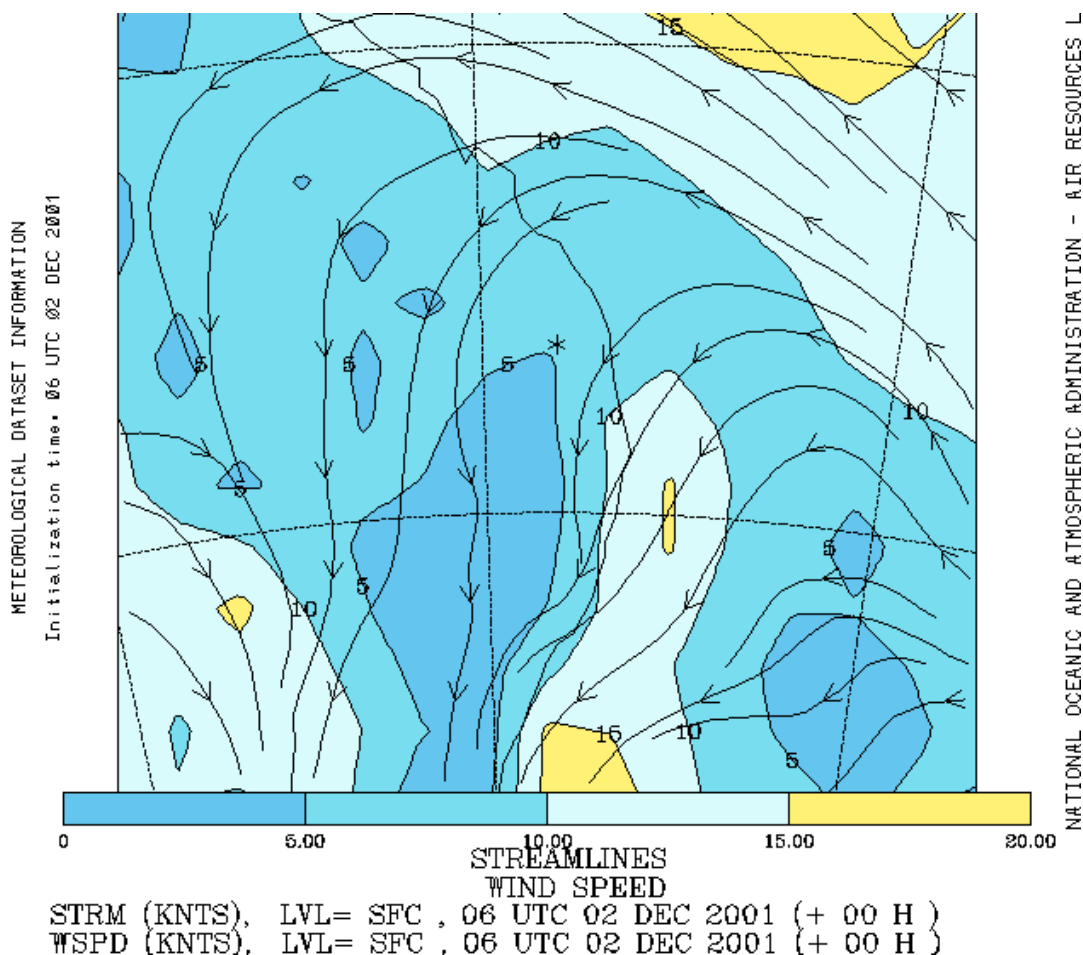 METEOROLOGICAL DATASET INFORMATION
Initialization time: 06 UTC 02 DEC 2001
NATIONAL OCEANIC AND ATMOSPHERIC ADMINISTRATION - AIR RESOURCES L
15
10
5 5 5 10 10
5
5 5
10
15 10 5
0 5.00 10.00 15.00 20.00
STREAMLINES
WIND SPEED
STRM (KNTS), LVL= SFC , 06 UTC 02 DEC 2001 (+ 00 H )
WSPD (KNTS), LVL= SFC , 06 UTC 02 DEC 2001 (+ 00 H )